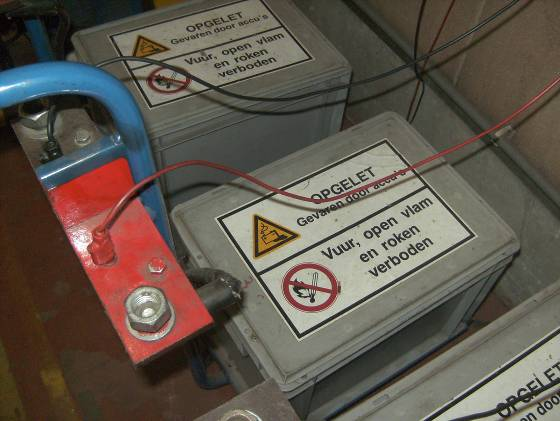 OPGELET
Gevaren door accu's
Vuur, open vlam
en roken
verboden
OPGELET
Gevaren door accu's
Vuur, open vlam
en roken
verboden
OPGELET
door